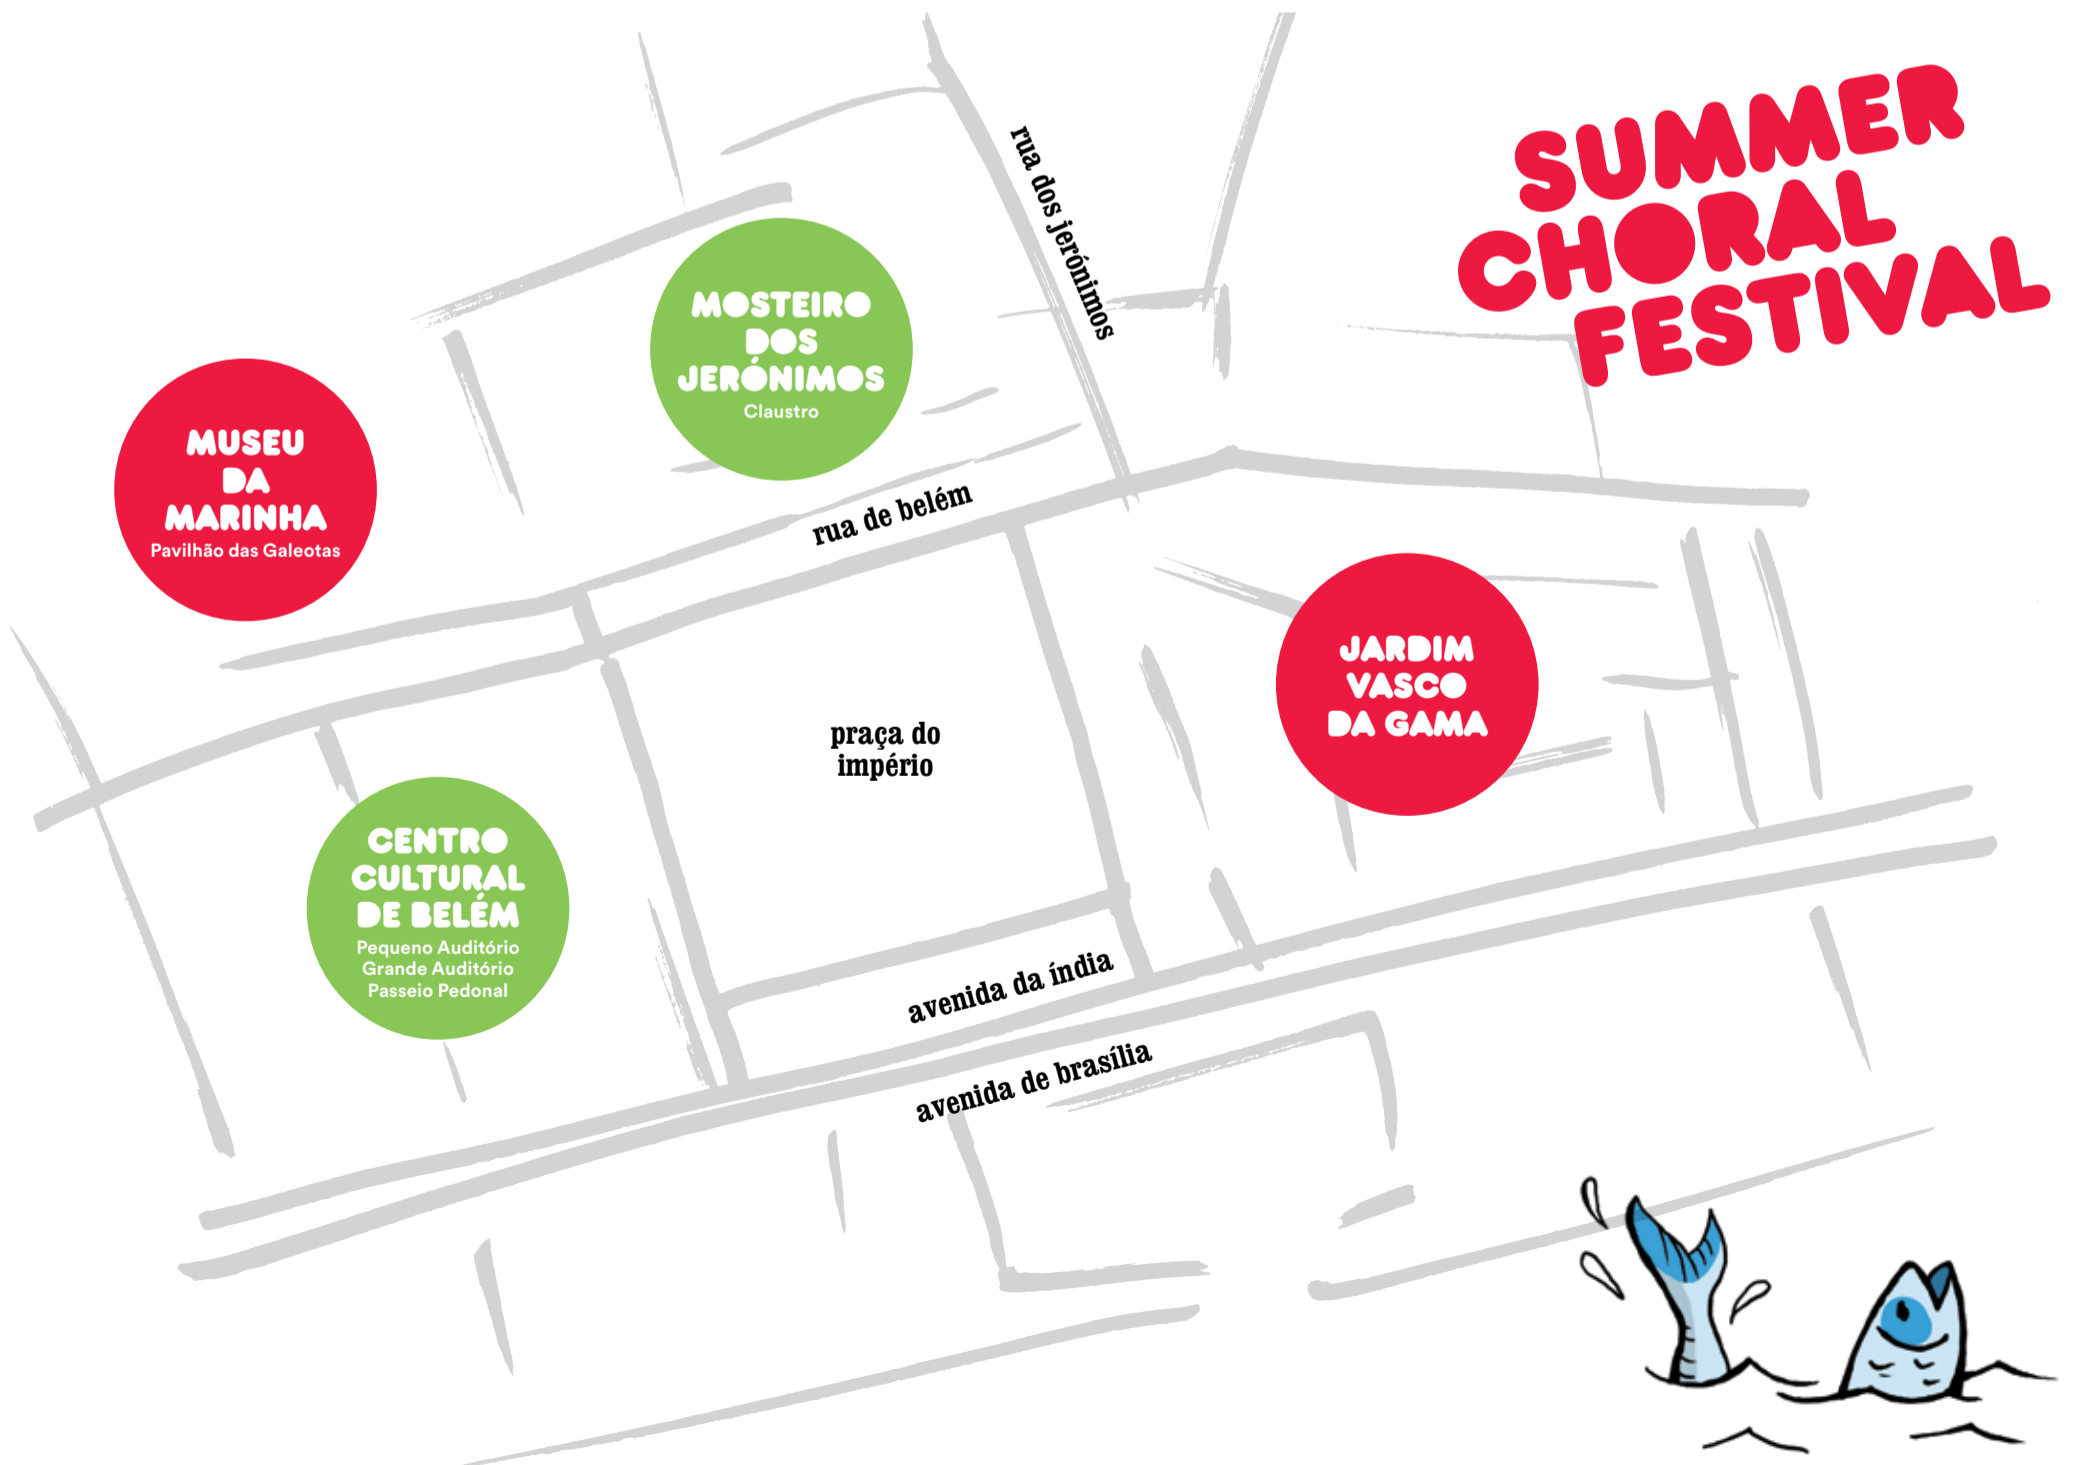 SUMMER
CHORAL
FESTIVAL
rua dos jerónimos
MOSTEIRO
DOS
JERÓNIMOS
Claustro
MUSEU
DA
MARINHA
Pavilhão das Galeotas
rua de belém
JARDIM
VASCO
DA GAMA
praça do
império
CENTRO
CULTURAL
DE BELÉM
Pequeno Auditório
Grande Auditório
Passeio Pedonal
avenida da índia
avenida de brasília